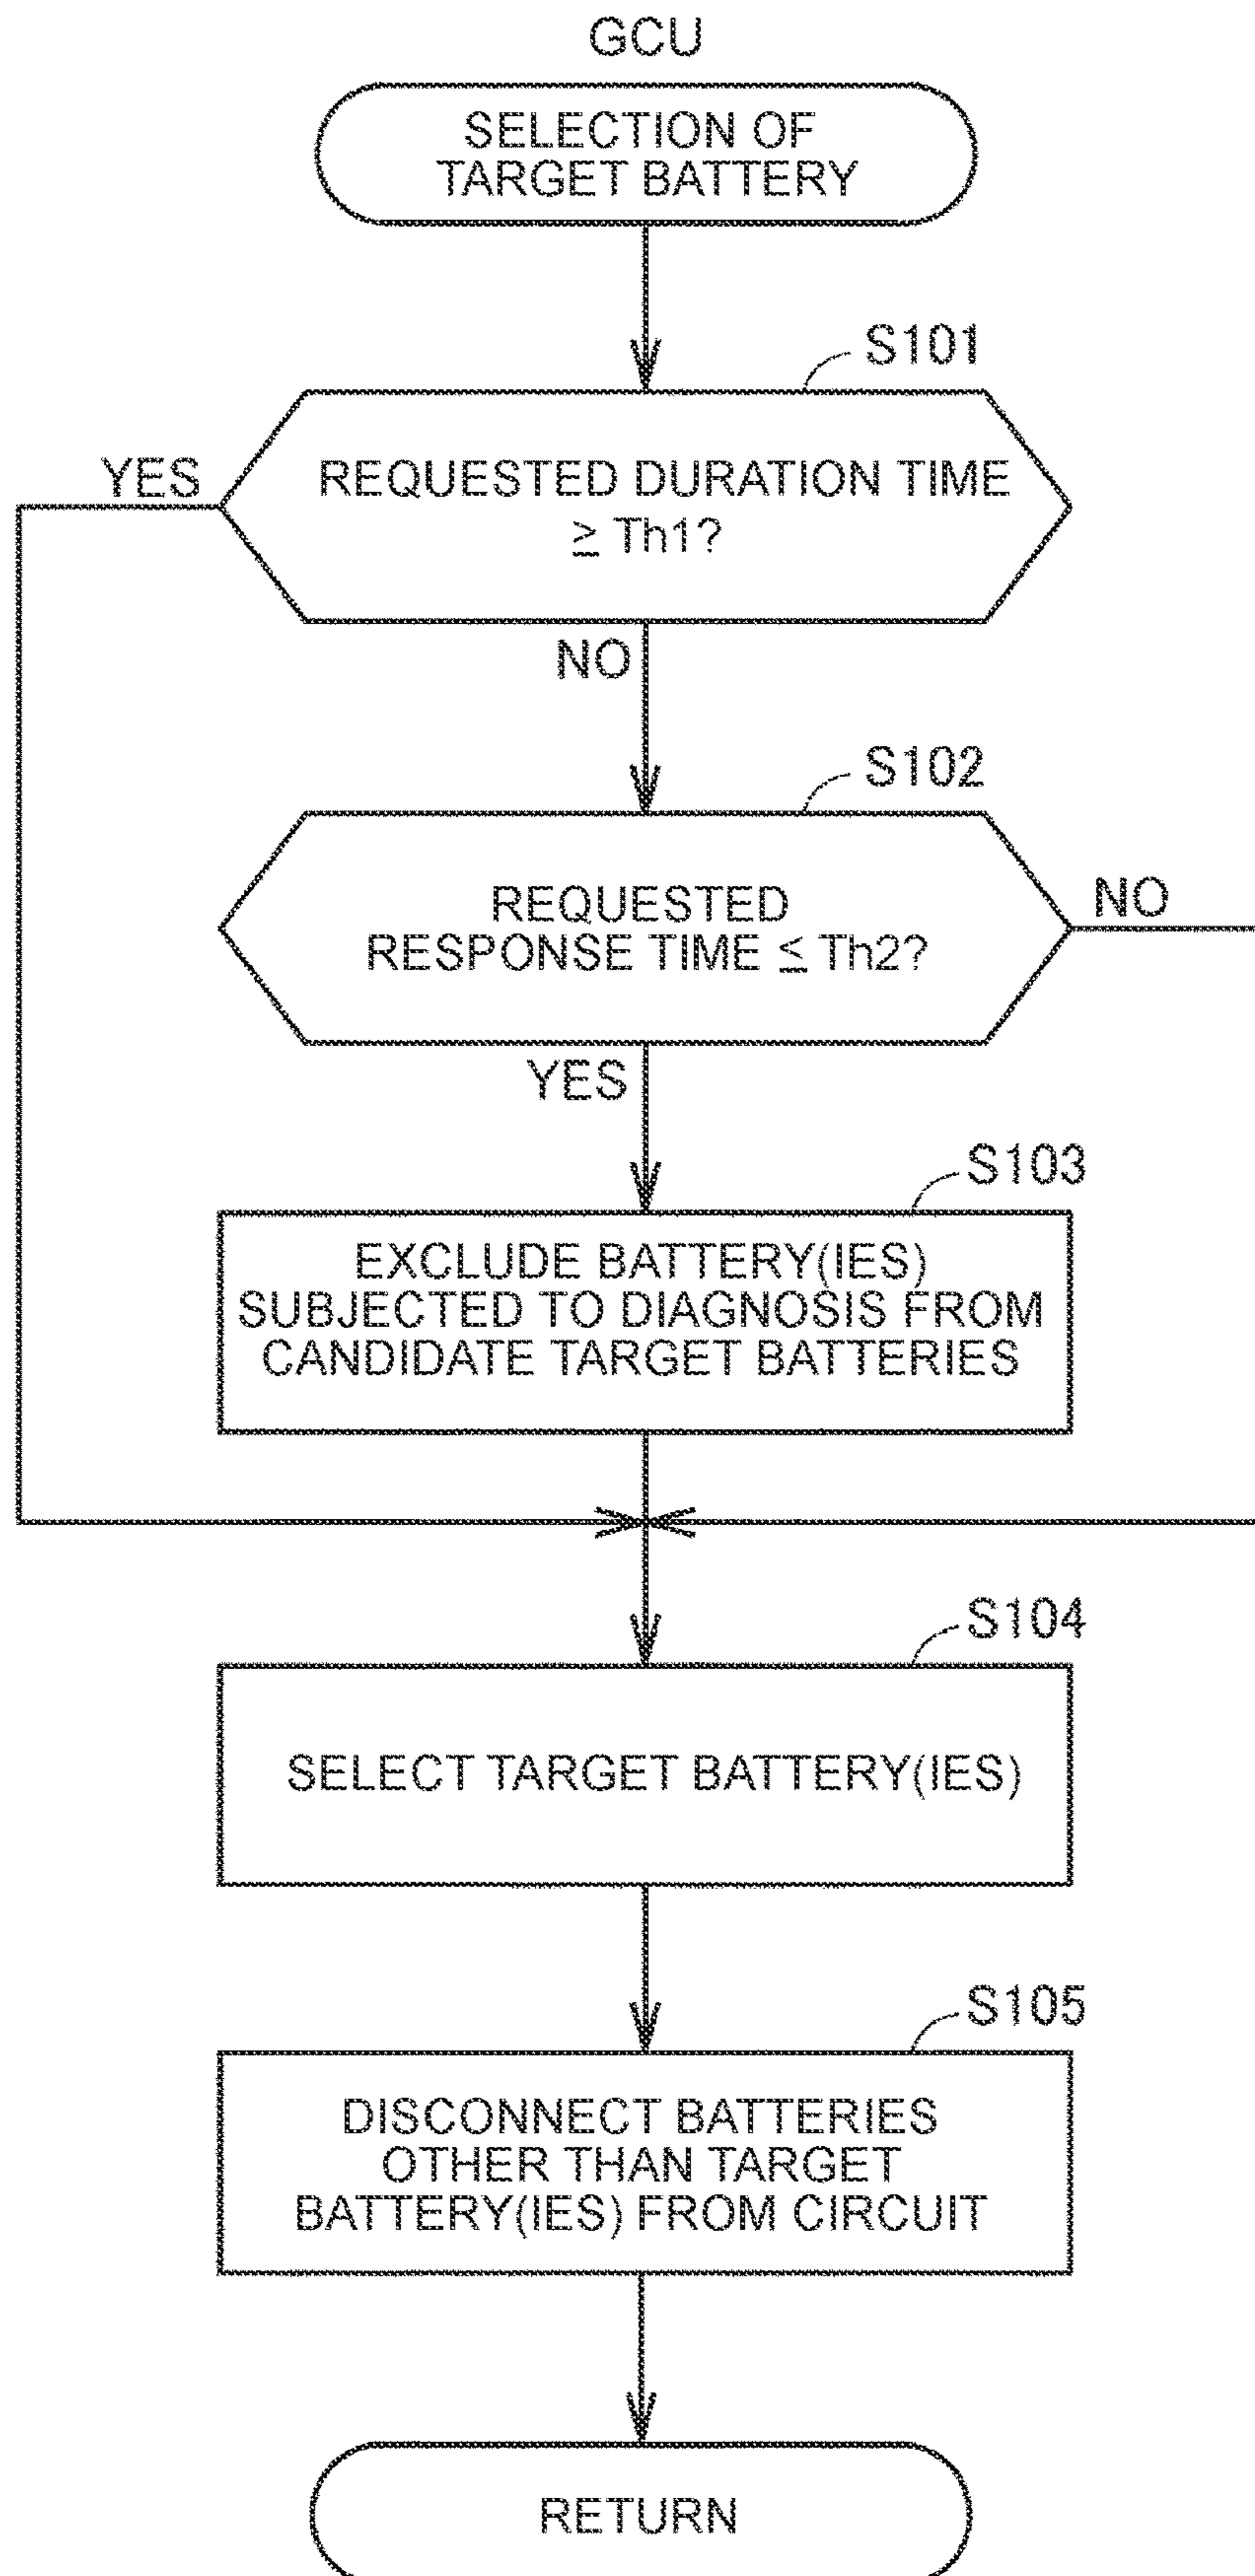 GCU
SELECTION OF
TARGET BATTERY
S101
YES
REQUESTED DURATION TIME
≥ Th1?
NO
S102
REQUESTED
RESPONSE TIME ≤ Th2?
NO
YES
S103
EXCLUDE BATTERY(IES)
SUBJECTED TO DIAGNOSIS FROM
CANDIDATE TARGET BATTERIES
S104
SELECT TARGET BATTERY(IES)
S105
DISCONNECT BATTERIES
OTHER THAN TARGET
BATTERY(IES) FROM CIRCUIT
RETURN